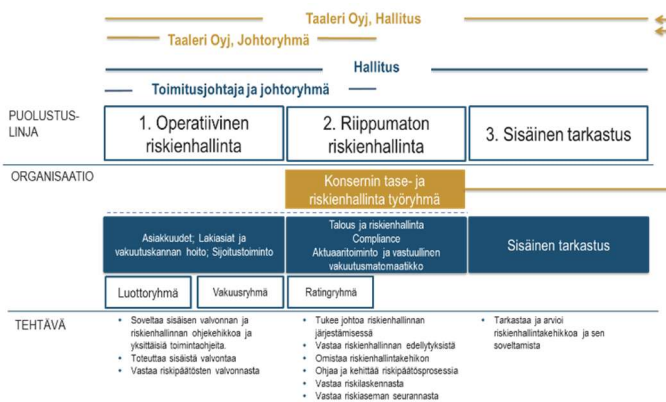 Taaleri Oyj, Hallitus
Taaleri Oyj, Johtoryhmä
Hallitus
Toimitusjohtaja ja johtoryhmä
PUOLUSTUS-
LINJA
1. Operatiivinen
riskienhallinta
2. Riippumaton
riskienhallinta
3. Sisäinen tarkastus
ORGANISAATIO
Konsernin tase- ja
riskienhallinta työryhmä
Asiakkuudet; Lakiasiat ja
vakuutuskannan hoito; Sijoitustoiminto
Talous ja riskienhallinta
Compliance
Aktuaaritoiminto ja vastuullinen
vakuutusmatomaatikko
Sisäinen tarkastus
Luottoryhmä
Vakuusryhmä
Ratingryhmä
TEHTÄVÄ
• Soveltaa sisäisen valvonnan ja
riskienhallinnan ohjekehikkoa ja
yksittäisiä toimintaohjeita.
• Toteuttaa sisäistä valvontaa
• Vastaa riskipäätösten valvonnasta
• Tukee johtoa riskienhallinnan
järjestämisessä
• Vastaa riskienhallinnan edellytyksistä
• Omistaa riskienhallintakehikon
• Ohjaa ja kehittää riskipäätösprosessia
• Vastaa riskilaskennasta
• Vastaa riskiaseman seurannasta
• Tarkastaa ja arvioi
riskienhallintakehikkoa ja sen
soveltamista